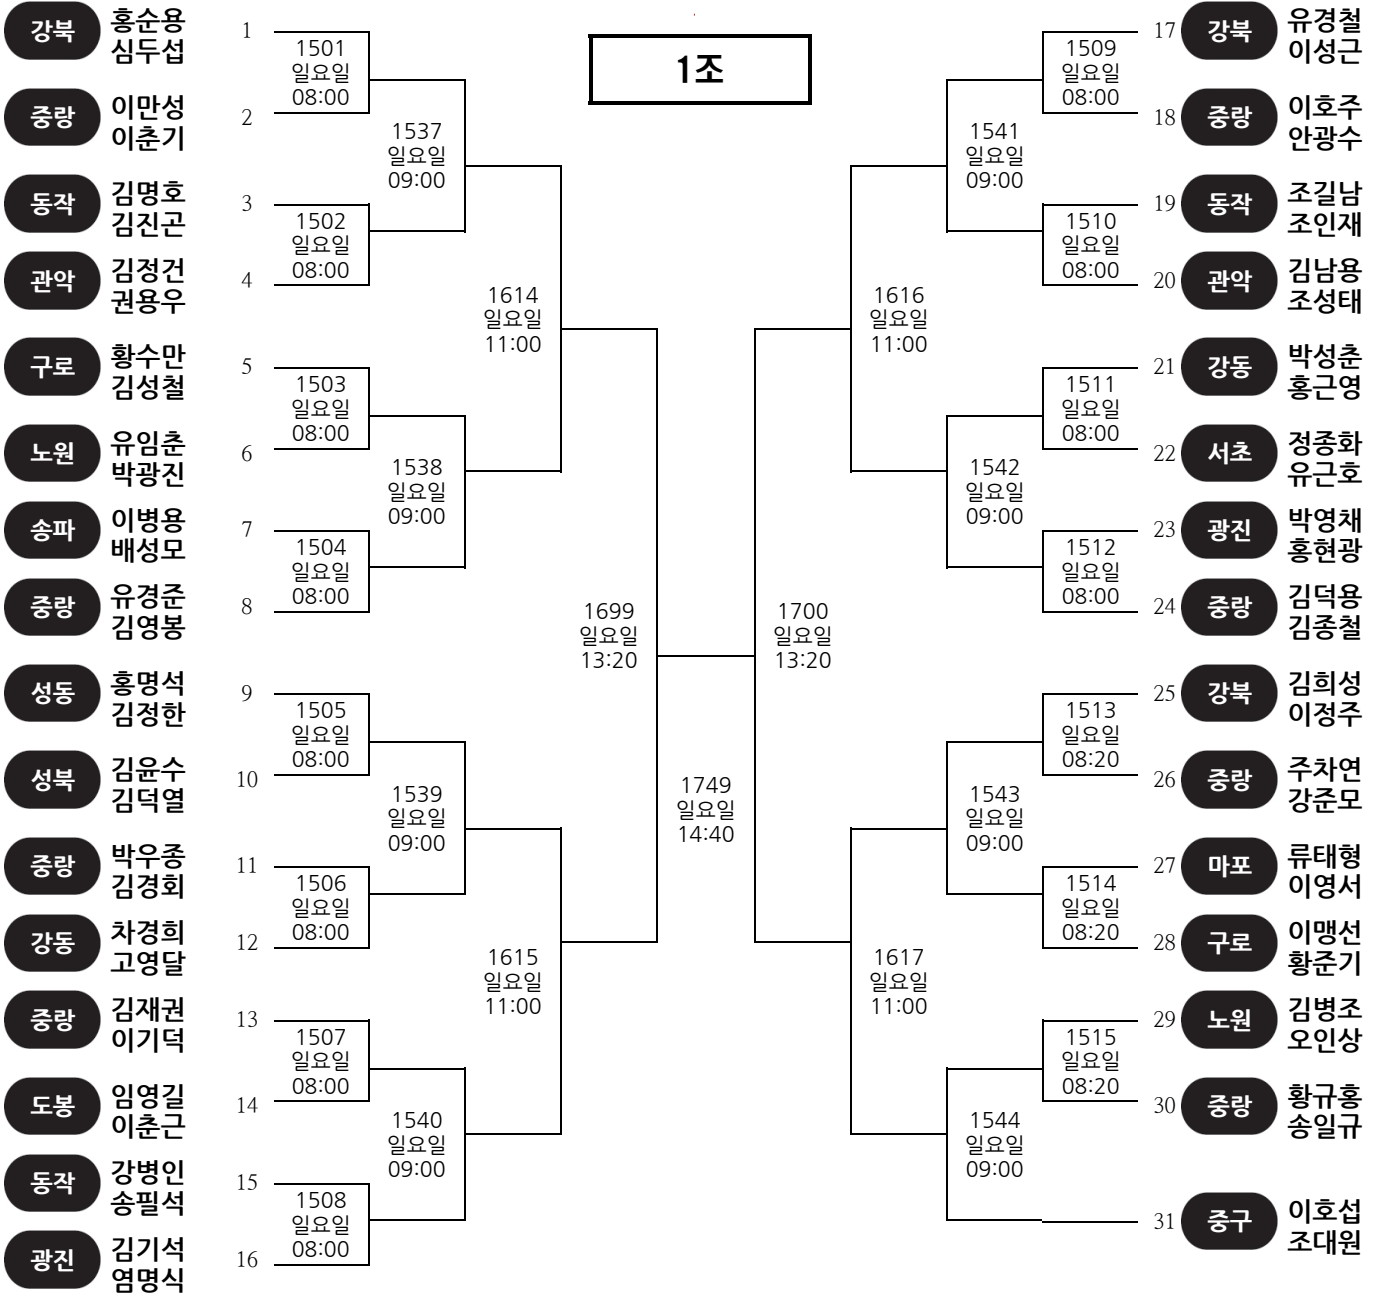 1조
강북
홍순용
심두섭
1
중랑
이만성
이춘기
2
1501
일요일
08:00
동작
김명호
김진곤
3
관악
김정건
권용우
4
1502
일요일
08:00
1537
일요일
09:00
구로
황수만
김성철
5
노원
유임춘
박광진
6
1503
일요일
08:00
송파
이병용
배성모
7
중랑
유경준
김영봉
8
1504
일요일
08:00
1538
일요일
09:00
1614
일요일
11:00
성동
홍명석
김정한
9
성북
김윤수
김덕열
10
1505
일요일
08:00
중랑
박우종
김경회
11
강동
차경희
고영달
12
1506
일요일
08:00
1539
일요일
09:00
중랑
김재권
이기덕
13
도봉
임영길
이춘근
14
1507
일요일
08:00
동작
강병인
송필석
15
광진
김기석
염명식
16
1508
일요일
08:00
1540
일요일
09:00
1615
일요일
11:00
1699
일요일
13:20
1749
일요일
14:40
1700
일요일
13:20
17
강북
유경철
이성근
18
중랑
이호주
안광수
1509
일요일
08:00
19
동작
조길남
조인재
20
관악
김남용
조성태
1510
일요일
08:00
1541
일요일
09:00
21
강동
박성춘
홍근영
22
서초
정종화
유근호
1511
일요일
08:00
23
광진
박영채
홍현광
24
중랑
김덕용
김종철
1512
일요일
08:00
1542
일요일
09:00
1616
일요일
11:00
25
강북
김희성
이정주
26
중랑
주차연
강준모
1513
일요일
08:20
27
마포
류태형
이영서
28
구로
이맹선
황준기
1514
일요일
08:20
1543
일요일
09:00
29
노원
김병조
오인상
30
중랑
황규홍
송일규
1515
일요일
08:20
31
중구
이호섭
조대원
1544
일요일
09:00
1617
일요일
11:00